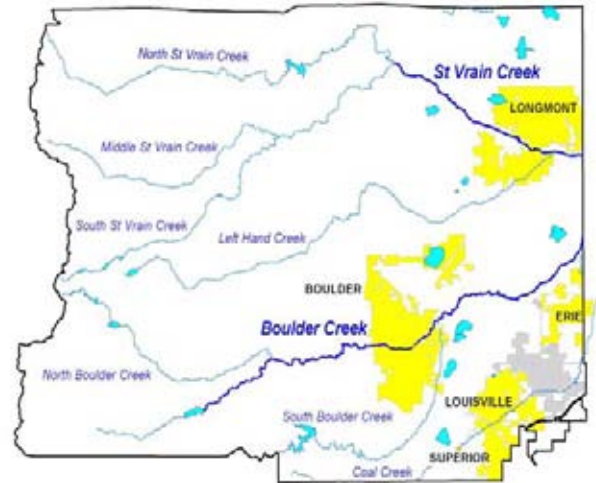 North St Vrain Creek
St Vrain Creek
LONGMONT
Middle St Vrain Creek
South St Vrain Creek
Left Hand Creek
BOULDER
ERIE
Boulder Creek
North Boulder Creek
LOUISVILLE
South Boulder Creek
SUPERIOR
Coal Creek